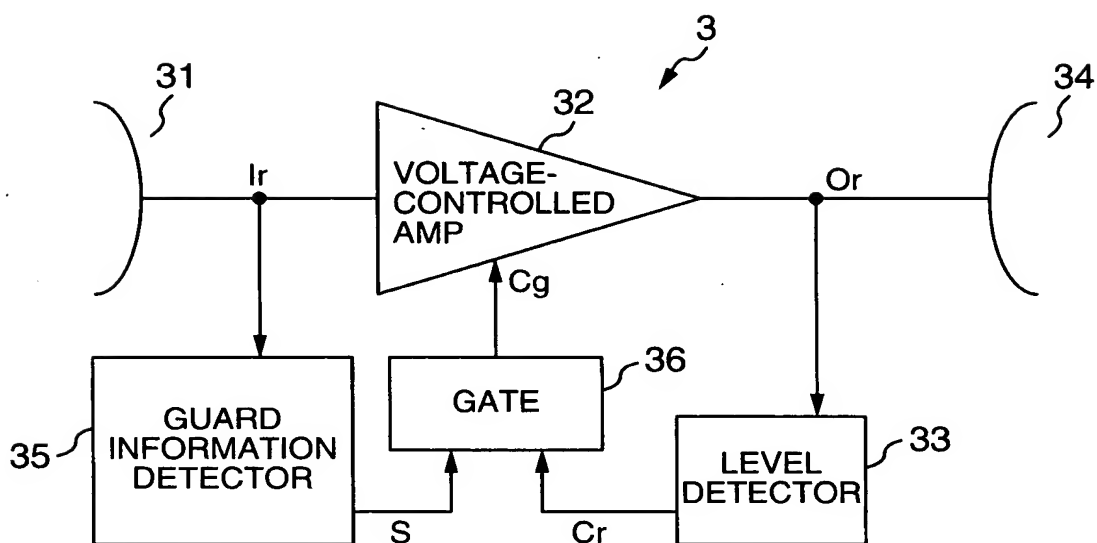 3
31
32
34
Ir
VOLTAGE-
CONTROLLED
AMP
Or
Cg
36
GATE
35
GUARD
INFORMATION
DETECTOR
33
LEVEL
DETECTOR
S
Cr